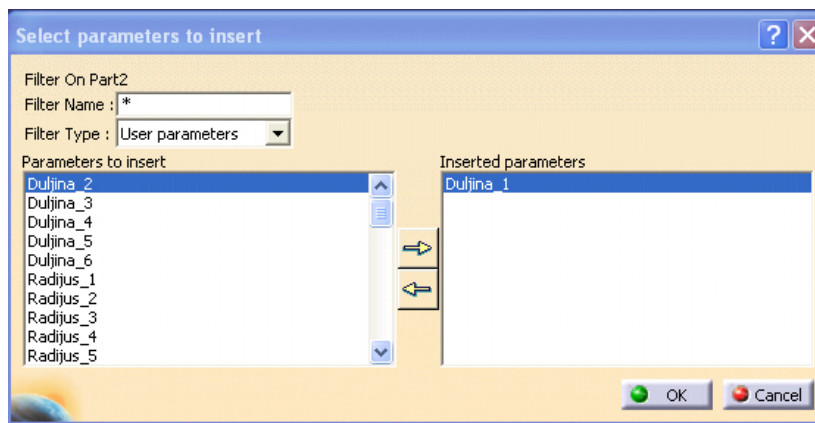 Select parameters to insert
Filter On Part2
Filter Name : *
Filter Type : User parameters
Parameters to insert
Duljina_2
Duljina_3
Duljina_4
Duljina_5
Duljina_6
Radijus_1
Radijus_2
Radijus_3
Radijus_4
Radijus_5
Inserted parameters
Duljina_1
OK
Cancel